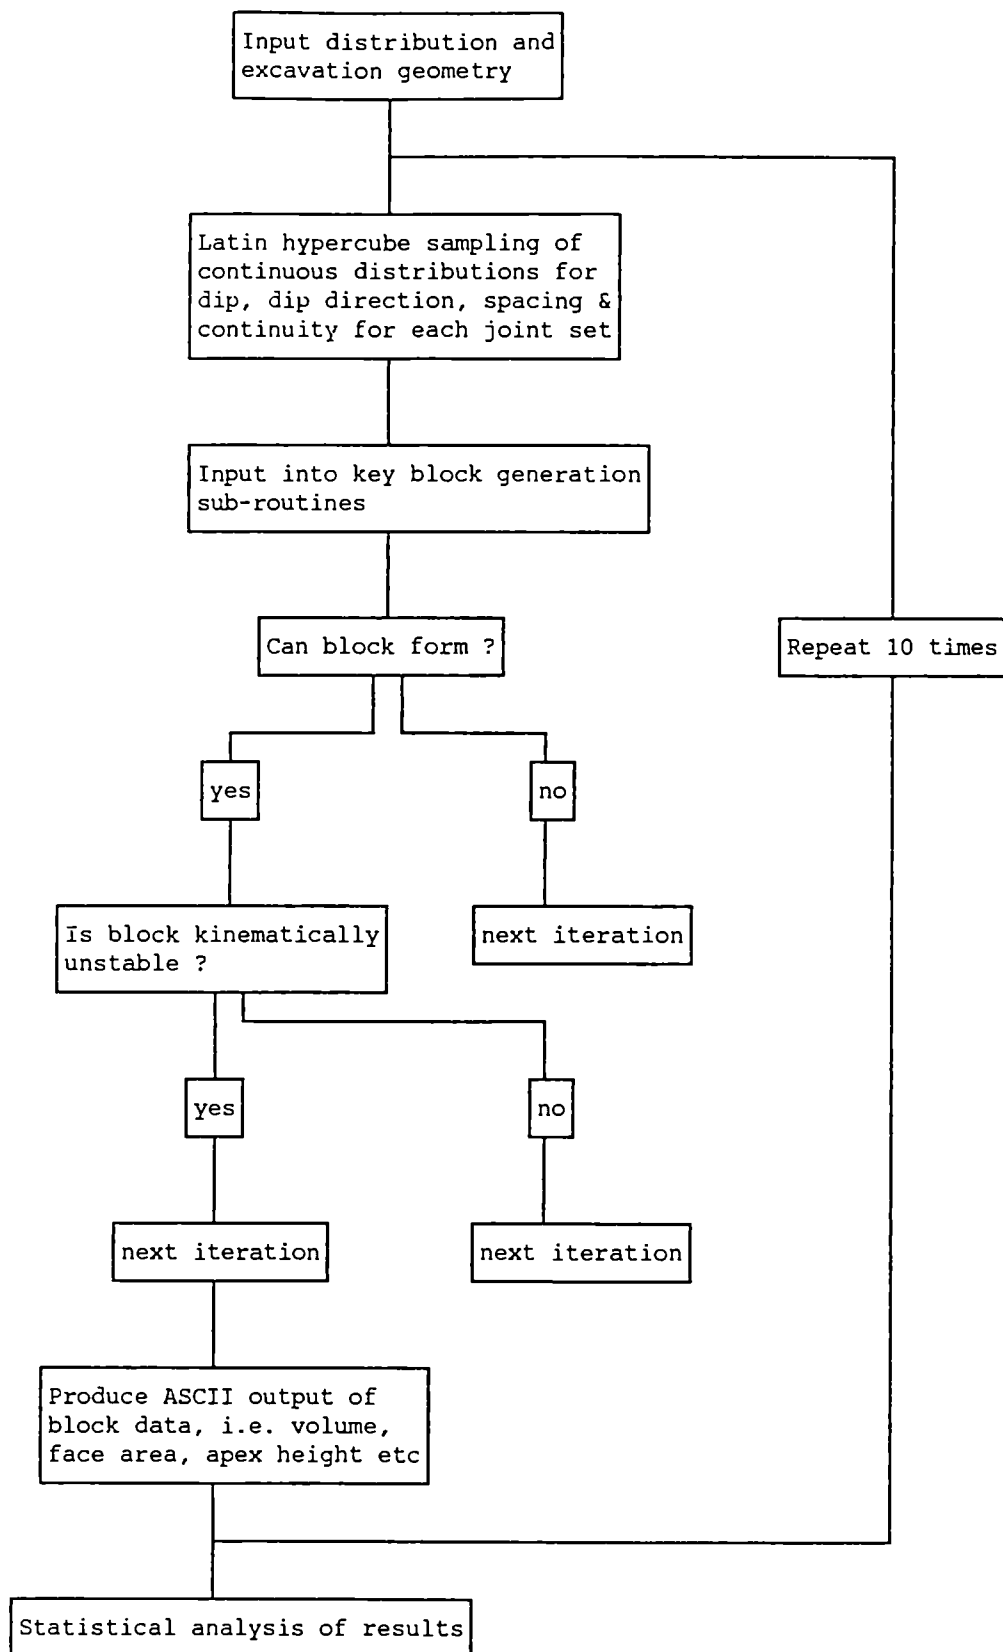 Input distribution and
excavation geometry
Latin hypercube sampling of
continuous distributions for
dip, dip direction, spacing &
continuity for each joint set
Input into key block generation
sub-routines
Can block form ?
Repeat 10 times
yes
no
Is block kinematically
unstable ?
next iteration
yes
no
next iteration
next iteration
Produce ASCII output of
block data, i.e. volume,
face area, apex height etc
Statistical analysis of results